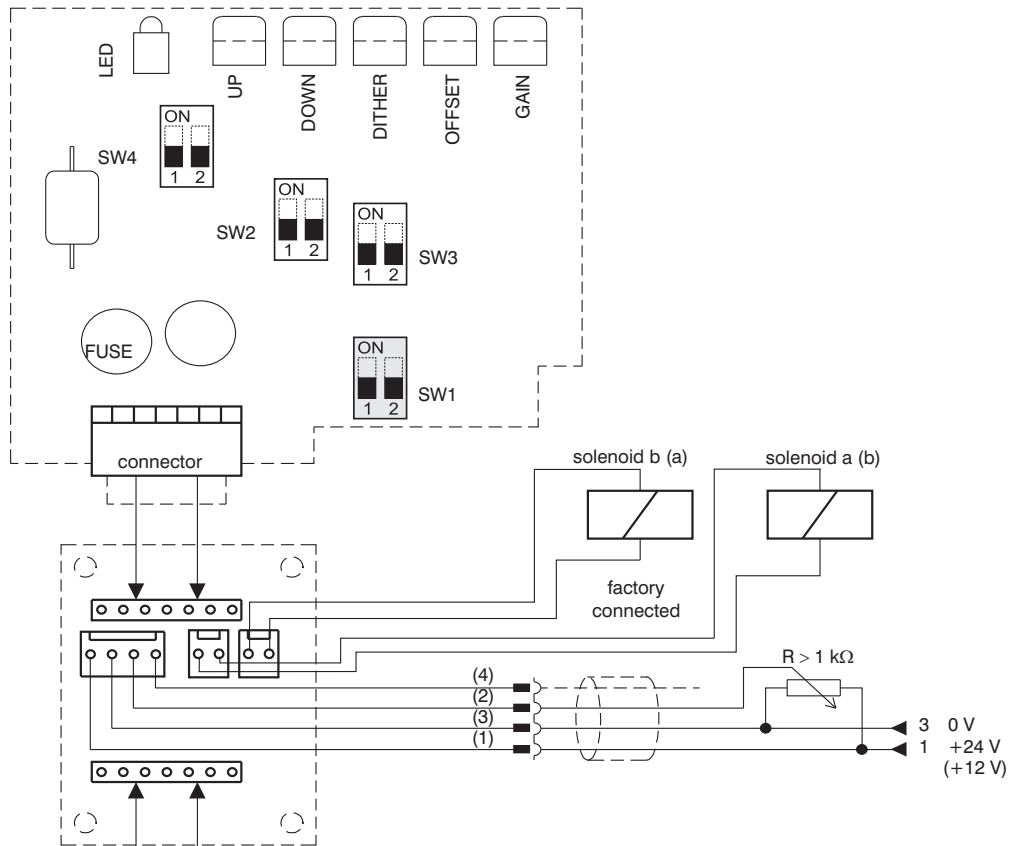 LED
UP
DOWN
DITHER
OFFSET
GAIN
ON
1 2
SW4
ON
1 2
SW2
ON
1 2
SW3
FUSE
ON
1 2
SW1
connector
solenoid b (a)
solenoid a (b)
factory
connected
R > 1 kΩ
(4)
(2)
(3)
(1)
3 0 V
1 +24 V
(+12 V)